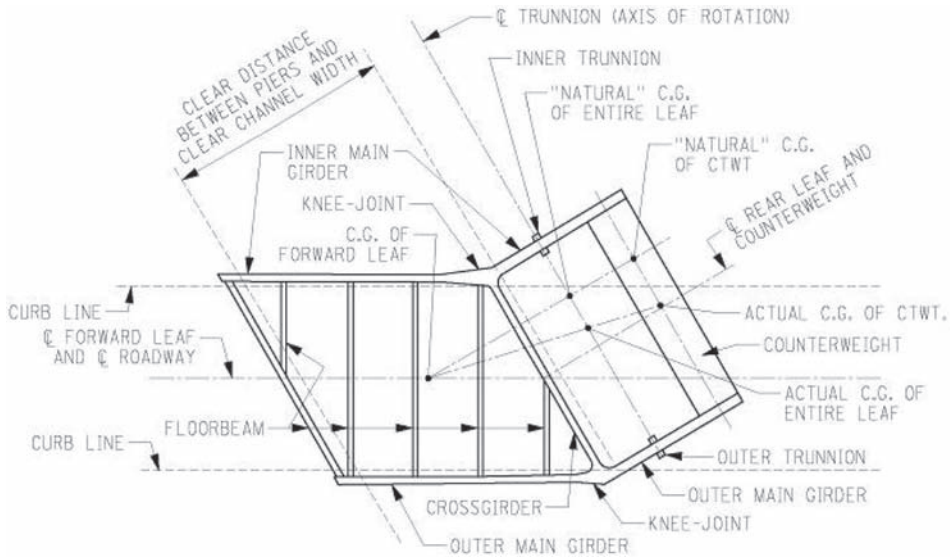 ℄ TRUNNION (AXIS OF ROTATION)
CLEAR DISTANCE
BETWEEN PIERS AND
CLEAR CHANNEL WIDTH
INNER TRUNNION
"NATURAL" C.G.
OF ENTIRE LEAF
"NATURAL" C.G.
OF CTWT
INNER MAIN
GIRDER
KNEE-JOINT
C.G. OF
FORWARD LEAF
℄ REAR LEAF AND
COUNTERWEIGHT
CURB LINE
℄ FORWARD LEAF
AND ℄ ROADWAY
ACTUAL C.G. OF CTWT.
COUNTERWEIGHT
ACTUAL C.G. OF
ENTIRE LEAF
FLOORBEAM
CURB LINE
OUTER TRUNNION
CROSSGIRDER
OUTER MAIN GIRDER
KNEE-JOINT
OUTER MAIN GIRDER